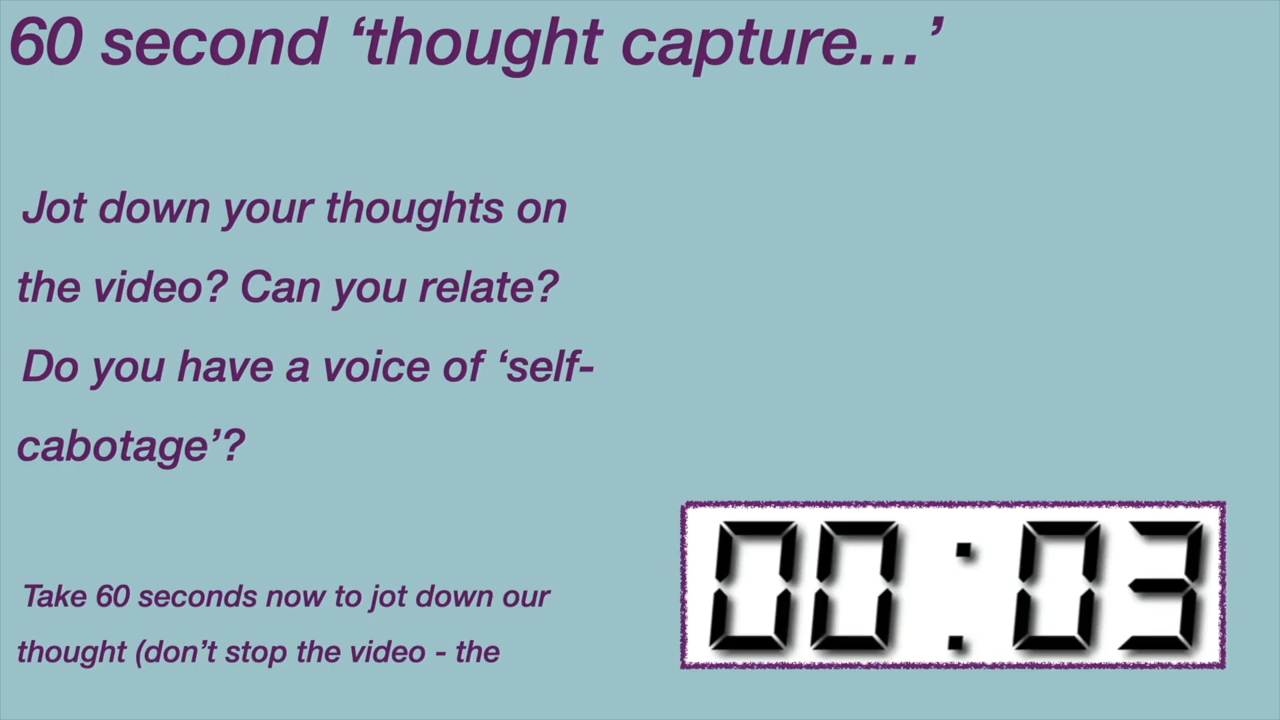 60 second ‘thought capture…’
Jot down your thoughts on
the video? Can you relate?
Do you have a voice of ‘self-
cabotage’?
Take 60 seconds now to jot down our
thought (don’t stop the video - the
00:03